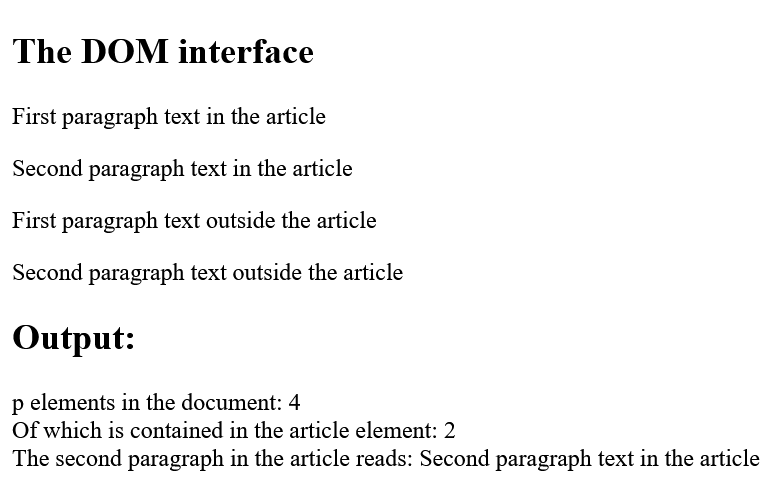 The DOM interface
First paragraph text in the article
Second paragraph text in the article
First paragraph text outside the article
Second paragraph text outside the article
Output:
p elements in the document: 4
Of which is contained in the article element: 2
The second paragraph in the article reads: Second paragraph text in the article